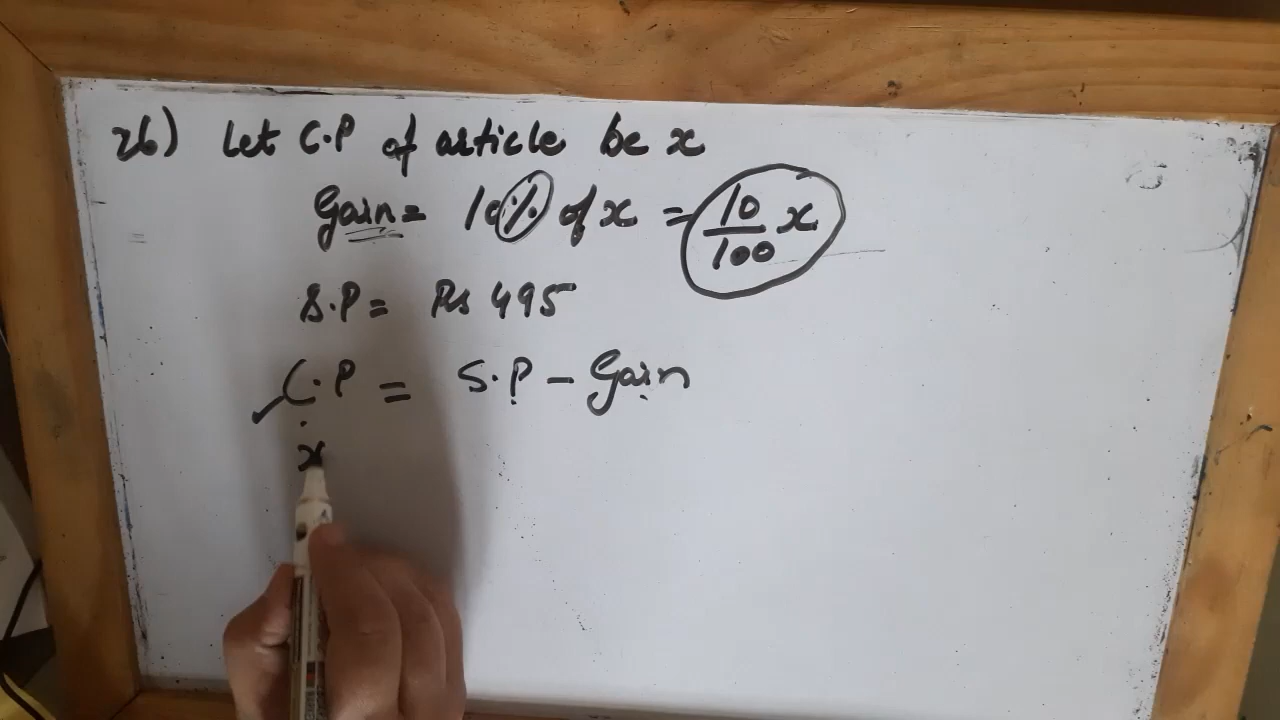 26) Let C.P of article be x
Gain = 10% of x = 10/100 x
S.P = Rs 495
C.P = S.P - Gain
x